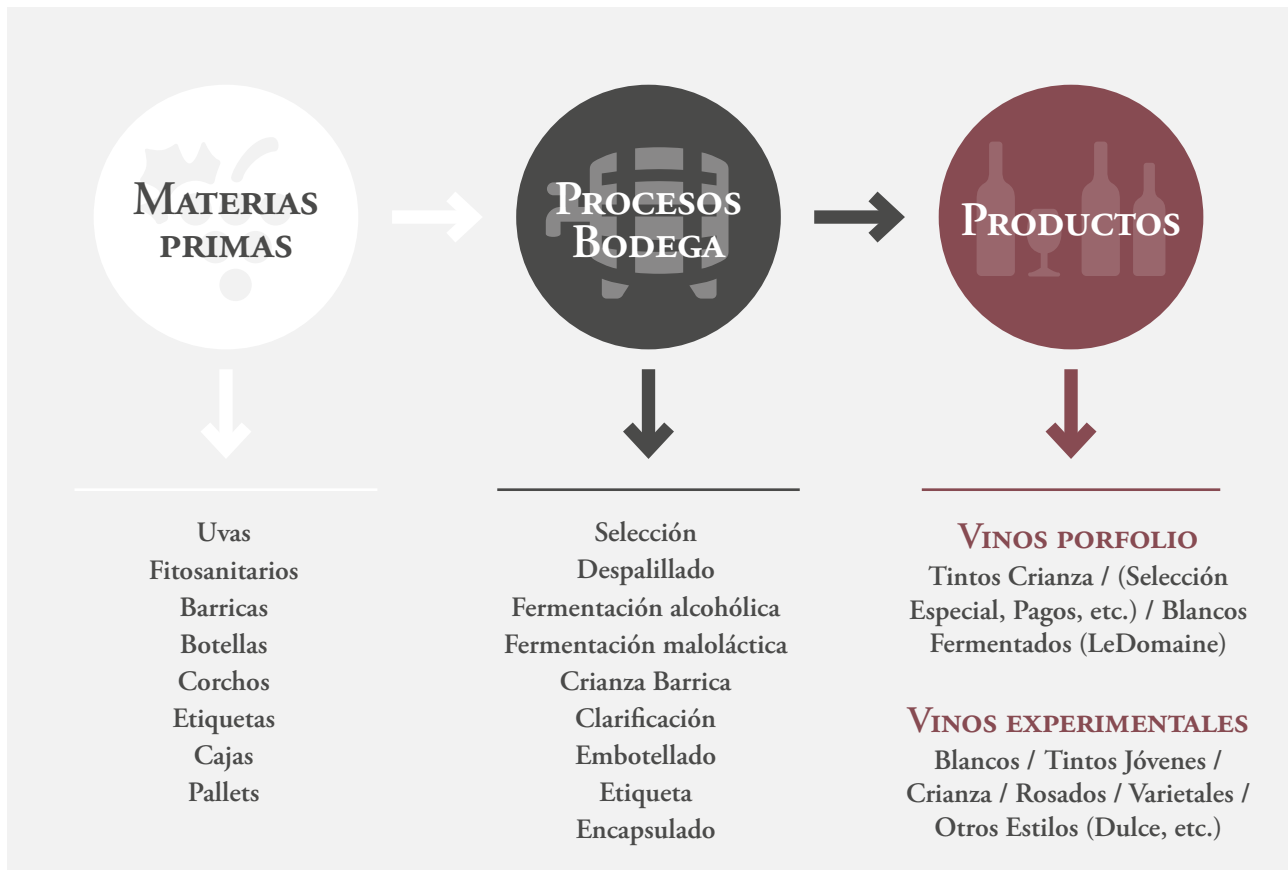 Materias
primas
Procesos
Bodega
Productos
Uvas
Fitosanitarios
Barricas
Botellas
Corchos
Etiquetas
Cajas
Pallets
Selección
Despalillado
Fermentación alcohólica
Fermentación maloláctica
Crianza Barrica
Clarificación
Embotellado
Etiqueta
Encapsulado
Vinos porfolio
Tintos Crianza / (Selección
Especial, Pagos, etc.) / Blancos
Fermentados (LeDomaine)
Vinos experimentales
Blancos / Tintos Jóvenes /
Crianza / Rosados / Varietales /
Otros Estilos (Dulce, etc.)